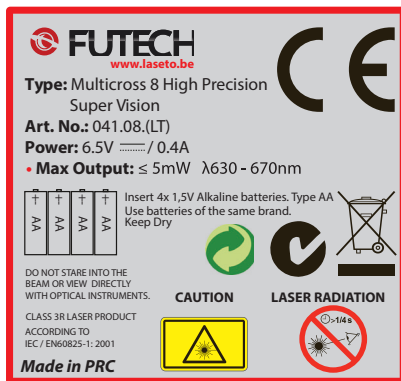 FUTECH
www.laseto.be
Type: Multicross 8 High Precision
Super Vision
Art. No.: 041.08.(LT)
Power: 6.5V ⎓ / 0.4A
• Max Output: ≤ 5mW λ630 - 670nm
CE
+ + + +
AA AA AA AA
Insert 4x 1,5V Alkaline batteries. Type AA
Use batteries of the same brand.
Keep Dry
DO NOT STARE INTO THE
BEAM OR VIEW DIRECTLY
WITH OPTICAL INSTRUMENTS.
CLASS 3R LASER PRODUCT
ACCORDING TO
IEC / EN60825-1: 2001
Made in PRC
CAUTION
LASER RADIATION
>1/4 s